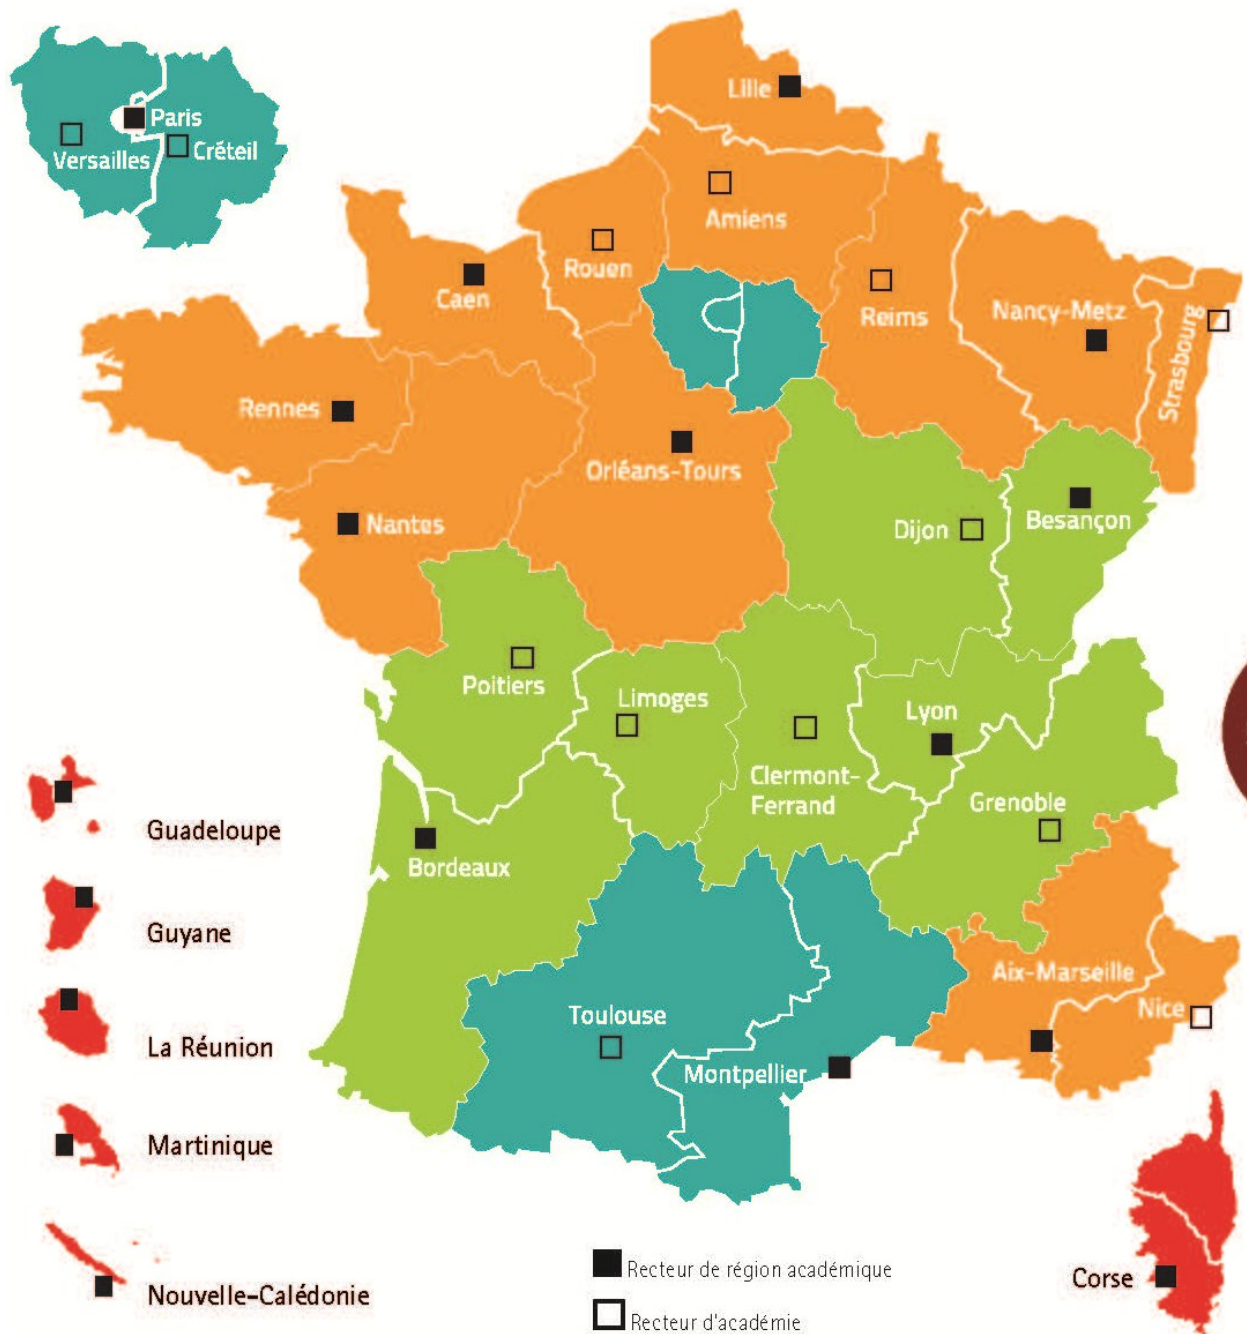 Paris
Versailles
Créteil
Lille
Amiens
Rouen
Caen
Reims
Nancy-Metz
Strasbourg
Rennes
Orléans-Tours
Nantes
Dijon
Besançon
Poitiers
Limoges
Lyon
Clermont-
Ferrand
Grenoble
Bordeaux
Guadeloupe
Guyane
La Réunion
Martinique
Nouvelle-Calédonie
Aix-Marseille
Nice
Toulouse
Montpellier
Corse
Recteur de région académique
Recteur d'académie